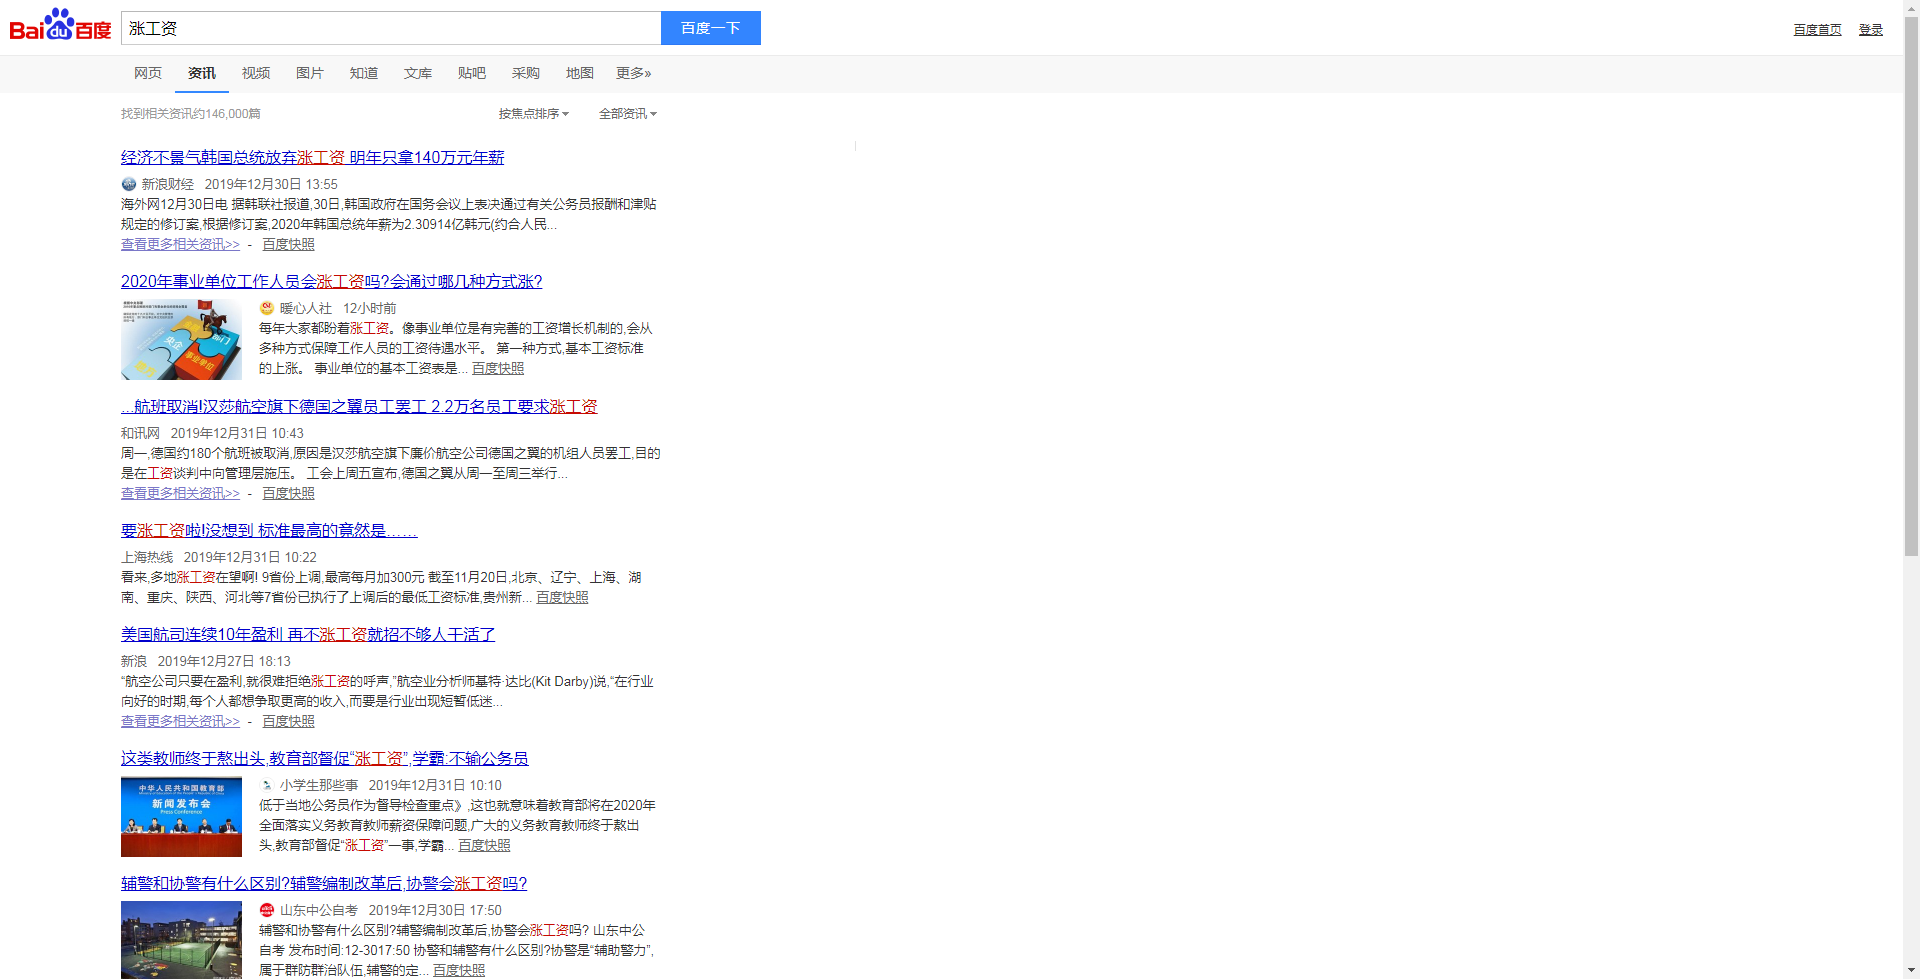 Bai du 百度
涨工资
百度一下
百度首页 登录
网页 资讯 视频 图片 知道 文库 贴吧 采购 地图 更多»
找到相关资讯约146,000篇 按焦点排序 全部资讯
经济不景气韩国总统放弃涨工资 明年只拿140万元年薪
新浪财经 2019年12月30日 13:55
海外网12月30日电 据韩联社报道,30日,韩国政府在国务会议上表决通过有关公务员报酬和津贴
规定的修订案,根据修订案,2020年韩国总统年薪为2.30914亿韩元(约合人民...
查看更多相关资讯>> - 百度快照
2020年事业单位工作人员会涨工资吗?会通过哪几种方式涨?
央企
部门
事业单位
暖心人社 12小时前
每年大家都盼着涨工资。像事业单位是有完善的工资增长机制的,会从
多种方式保障工作人员的工资待遇水平。 第一种方式,基本工资标准
的上涨。 事业单位的基本工资表是... 百度快照
...航班取消!汉莎航空旗下德国之翼员工罢工 2.2万名员工要求涨工资
和讯网 2019年12月31日 10:43
周一,德国约180个航班被取消,原因是汉莎航空旗下廉价航空公司德国之翼的机组人员罢工,目的
是在工资谈判中向管理层施压。 工会上周五宣布,德国之翼从周一至周三举行...
查看更多相关资讯>> - 百度快照
要涨工资啦!没想到 标准最高的竟然是……
上海热线 2019年12月31日 10:22
看来,多地涨工资在望啊! 9省份上调,最高每月加300元 截至11月20日,北京、辽宁、上海、湖
南、重庆、陕西、河北等7省份已执行了上调后的最低工资标准,贵州新... 百度快照
美国航司连续10年盈利 再不涨工资就招不够人干活了
新浪 2019年12月27日 18:13
“航空公司只要在盈利,就很难拒绝涨工资的呼声,”航空业分析师基特·达比(Kit Darby)说,“在行业
向好的时期,每个人都想争取更高的收入,而要是行业出现短暂低迷...
查看更多相关资讯>> - 百度快照
这类教师终于熬出头,教育部督促“涨工资”,学霸:不输公务员
中华人民共和国教育部
新闻发布会
Press Conference
小学生那些事 2019年12月31日 10:10
低于当地公务员作为督导检查重点》,这也就意味着教育部将在2020年
全面落实义务教育教师薪资保障问题,广大的义务教育教师终于熬出
头,教育部督促“涨工资”一事,学霸... 百度快照
辅警和协警有什么区别?辅警编制改革后,协警会涨工资吗?
山东中公自考 2019年12月30日 17:50
辅警和协警有什么区别?辅警编制改革后,协警会涨工资吗? 山东中公
自考 发布时间:12-3017:50 协警和辅警有什么区别?协警是“辅助警力”,
属于群防群治队伍,辅警的定... 百度快照